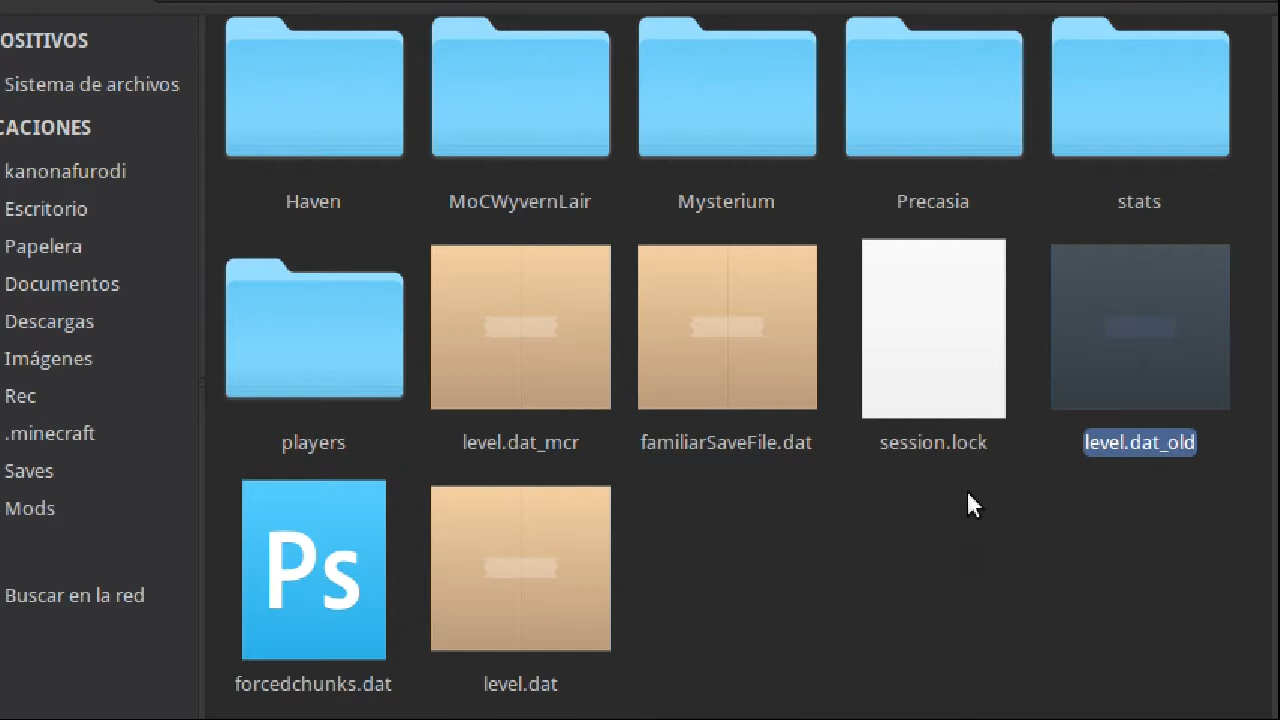 OSITIVOS
Sistema de archivos
CACIONES
kanonafurodi
Escritorio
Papelera
Documentos
Descargas
Imágenes
Rec
.minecraft
Saves
Mods
Buscar en la red
Haven
MoCWyvernLair
Mysterium
Precasia
stats
players
level.dat_mcr
familiarSaveFile.dat
session.lock
level.dat_old
Ps
forcedchunks.dat
level.dat